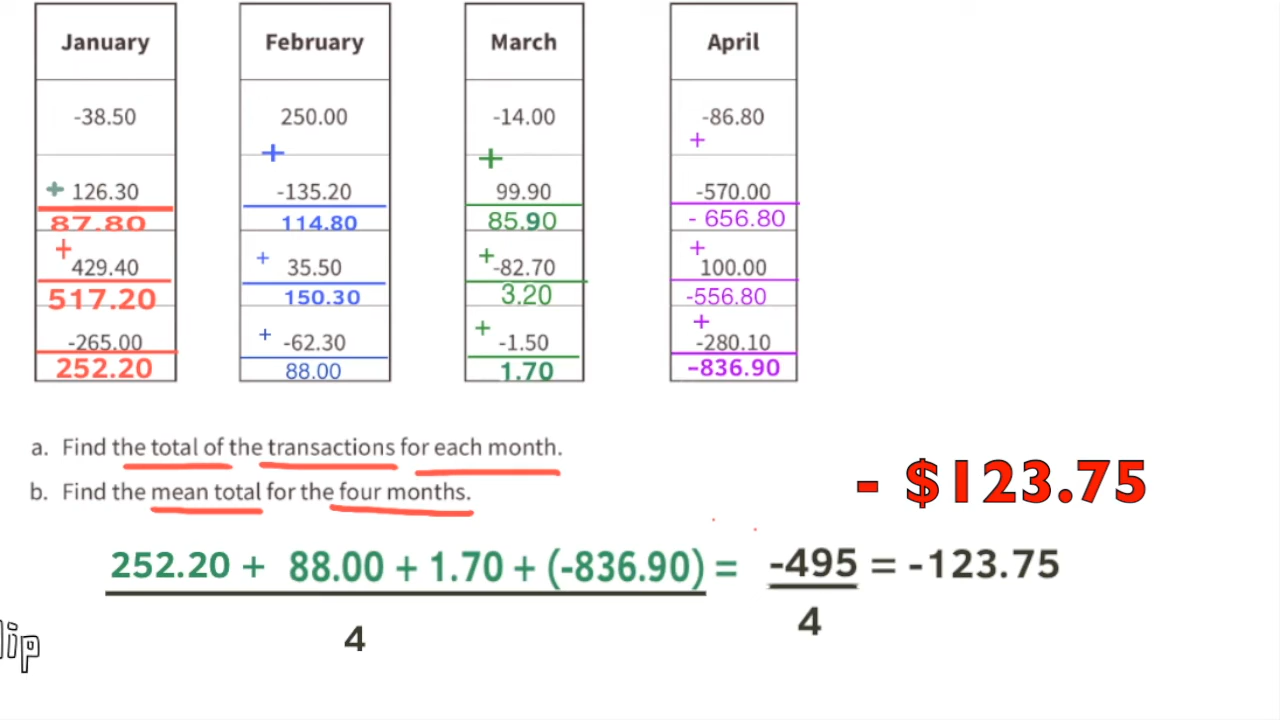 January February March April
-38.50 250.00 -14.00 -86.80
+ + +
+ 126.30 -135.20 99.90 -570.00
87.80 114.80 85.90 - 656.80
+ + + +
429.40 35.50 -82.70 100.00
517.20 150.30 3.20 -556.80
+ + +
-265.00 -62.30 -1.50 -280.10
252.20 88.00 1.70 -836.90
a. Find the total of the transactions for each month.
b. Find the mean total for the four months.
- $123.75
252.20 + 88.00 + 1.70 + (-836.90) = -495 = -123.75
4 4
lip